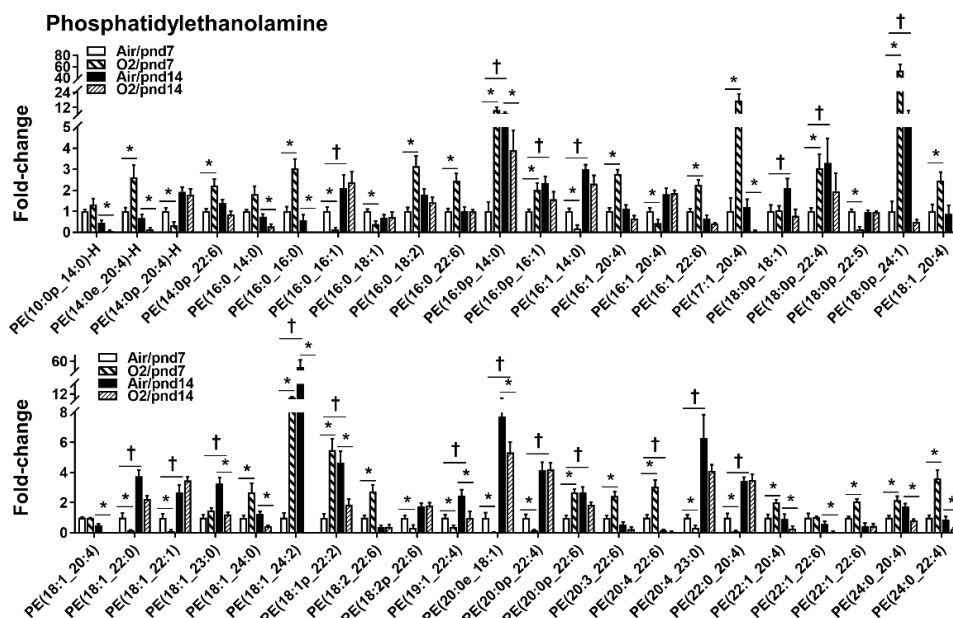 Phosphatidylethanolamine
Air/pnd7
O2/pnd7
Air/pnd14
O2/pnd14
Fold-change
80
60
40
24
12
5
4
3
2
1
0
* * * * * * * † * * † * * † * * † * * * * * * † * † * * † * *
PE(10:0p_14:0)-H
PE(14:0e_20:4)-H
PE(14:0p_20:4)-H
PE(14:0p_22:6)
PE(16:0_14:0)
PE(16:0_16:0)
PE(16:0_16:1)
PE(16:0_18:1)
PE(16:0_18:2)
PE(16:0_22:6)
PE(16:0p_14:0)
PE(16:0p_16:1)
PE(16:1_14:0)
PE(16:1_20:4)
PE(16:1_20:4)
PE(16:1_22:6)
PE(17:1_20:4)
PE(18:0p_18:1)
PE(18:0p_22:4)
PE(18:0p_22:5)
PE(18:0p_24:1)
PE(18:1_20:4)
Air/pnd7
O2/pnd7
Air/pnd14
O2/pnd14
Fold-change
60
12
8
6
4
2
0
PE(18:1_20:4)
PE(18:1_22:0)
PE(18:1_22:1)
PE(18:1_23:0)
PE(18:1_24:0)
PE(18:1_24:2)
PE(18:1p_22:2)
PE(18:2_22:6)
PE(18:2p_22:6)
PE(19:1_22:4)
PE(20:0e_18:1)
PE(20:0p_22:4)
PE(20:0p_22:6)
PE(20:3_22:6)
PE(20:4_22:6)
PE(20:4_23:0)
PE(22:0_20:4)
PE(22:1_20:4)
PE(22:1_22:6)
PE(22:1_22:6)
PE(24:0_20:4)
PE(24:0_22:4)